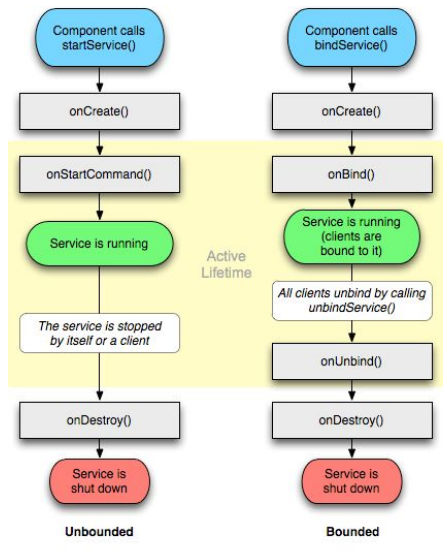 Component calls
startService()
onCreate()
onStartCommand()
Service is running
The service is stopped
by itself or a client
onDestroy()
Service is
shut down
Unbounded
Active
Lifetime
Component calls
bindService()
onCreate()
onBind()
Service is running
(clients are
bound to it)
All clients unbind by calling
unbindService()
onUnbind()
onDestroy()
Service is
shut down
Bounded